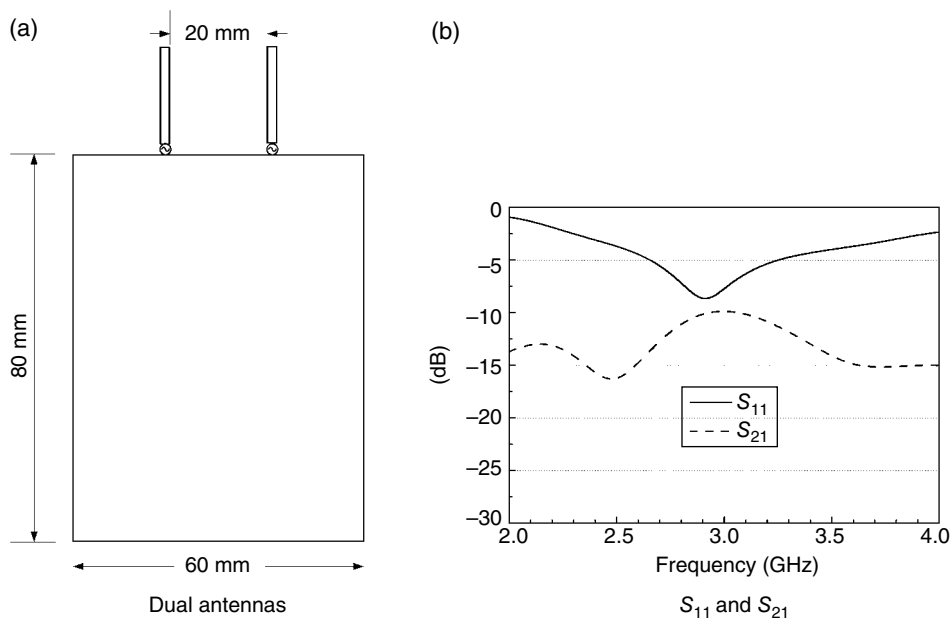 (a)
20 mm
80 mm
60 mm
Dual antennas
(b)
0
–5
–10
–15
–20
–25
–30
(dB)
S11
S21
2.0 2.5 3.0 3.5 4.0
Frequency (GHz)
S11 and S21